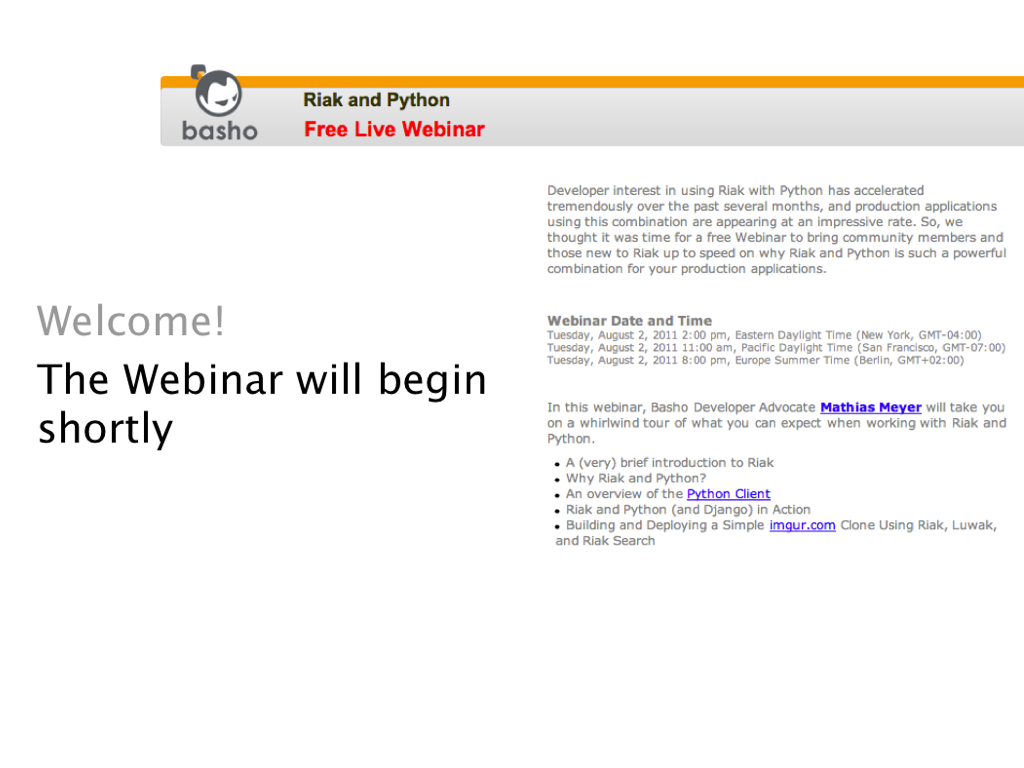 basho
Riak and Python
Free Live Webinar
Welcome!
The Webinar will begin
shortly
Developer interest in using Riak with Python has accelerated
tremendously over the past several months, and production applications
using this combination are appearing at an impressive rate. So, we
thought it was time for a free Webinar to bring community members and
those new to Riak up to speed on why Riak and Python is such a powerful
combination for your production applications.
Webinar Date and Time
Tuesday, August 2, 2011 2:00 pm, Eastern Daylight Time (New York, GMT-04:00)
Tuesday, August 2, 2011 11:00 am, Pacific Daylight Time (San Francisco, GMT-07:00)
Tuesday, August 2, 2011 8:00 pm, Europe Summer Time (Berlin, GMT+02:00)
In this webinar, Basho Developer Advocate Mathias Meyer will take you
on a whirlwind tour of what you can expect when working with Riak and
Python.
• A (very) brief introduction to Riak
• Why Riak and Python?
• An overview of the Python Client
• Riak and Python (and Django) in Action
• Building and Deploying a Simple imgur.com Clone Using Riak, Luwak,
and Riak Search